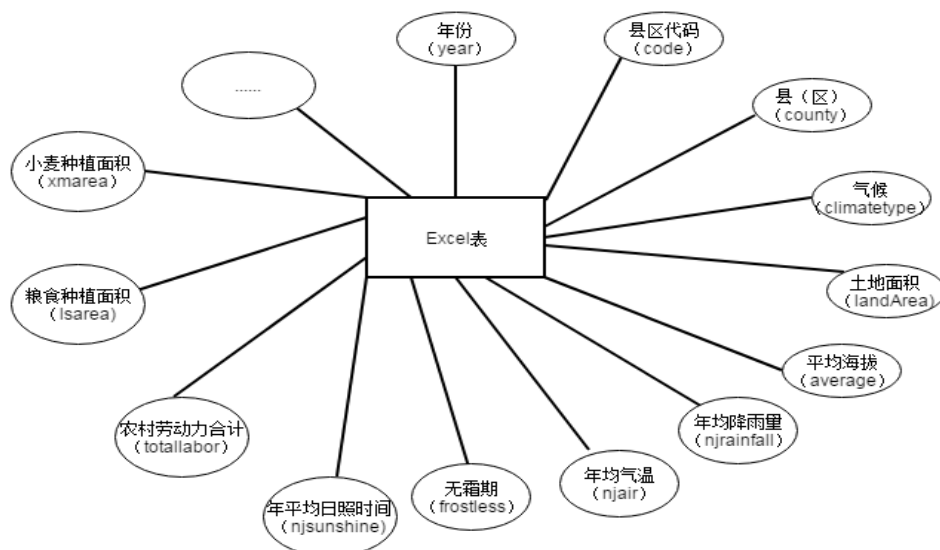 年份
(year)
县区代码
(code)
......
县（区）
(county)
小麦种植面积
(xmarea)
气候
(climatetype)
Excel表
土地面积
(landArea)
粮食种植面积
(lsarea)
平均海拔
(average)
年均降雨量
(njrainfall)
农村劳动力合计
(totallabor)
年均气温
(njair)
无霜期
(frostless)
年平均日照时间
(njsunshine)